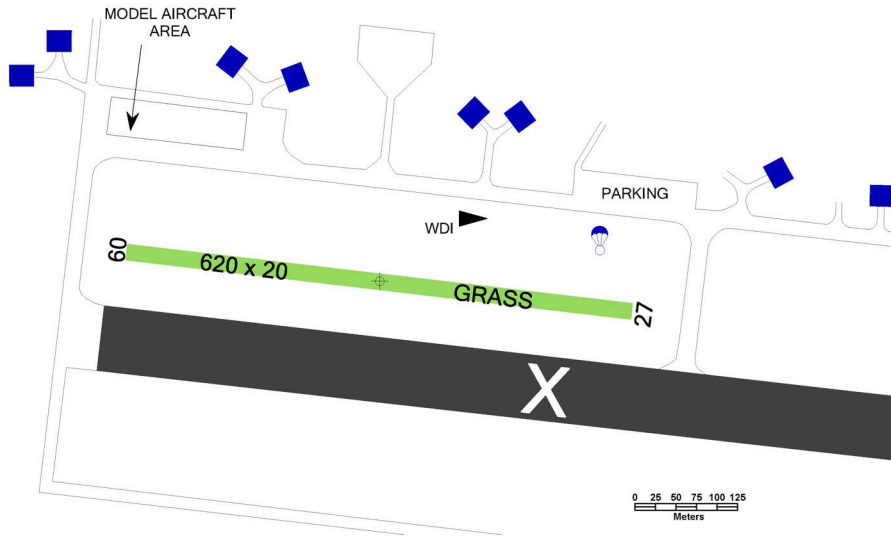 MODEL AIRCRAFT
AREA
PARKING
WDI
09
620 x 20
GRASS
27
X
0 25 50 75 100 125
Meters